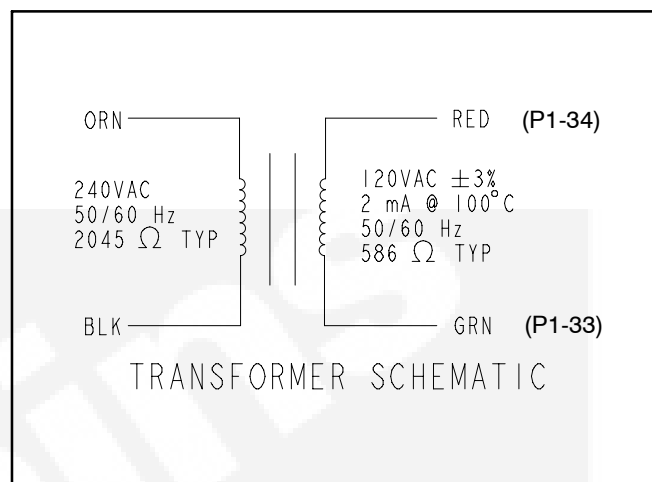 ORN
RED (P1-34)
240VAC
50/60 Hz
2045 Ω TYP
120VAC ±3%
2 mA @ 100°C
50/60 Hz
586 Ω TYP
BLK
GRN (P1-33)
TRANSFORMER SCHEMATIC